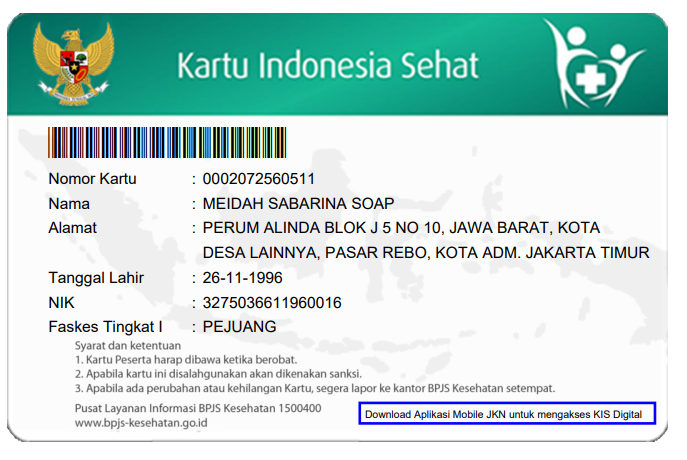 Kartu Indonesia Sehat
Nomor Kartu : 0002072560511
Nama : MEIDAH SABARINA SOAP
Alamat : PERUM ALINDA BLOK J 5 NO 10, JAWA BARAT, KOTA
DESA LAINNYA, PASAR REBO, KOTA ADM. JAKARTA TIMUR
Tanggal Lahir : 26-11-1996
NIK : 3275036611960016
Faskes Tingkat I : PEJUANG
Syarat dan ketentuan
1. Kartu Peserta harap dibawa ketika berobat.
2. Apabila kartu ini disalahgunakan akan dikenakan sanksi.
3. Apabila ada perubahan atau kehilangan Kartu, segera lapor ke kantor BPJS Kesehatan setempat.
Pusat Layanan Informasi BPJS Kesehatan 1500400
www.bpjs-kesehatan.go.id
Download Aplikasi Mobile JKN untuk mengakses KIS Digital